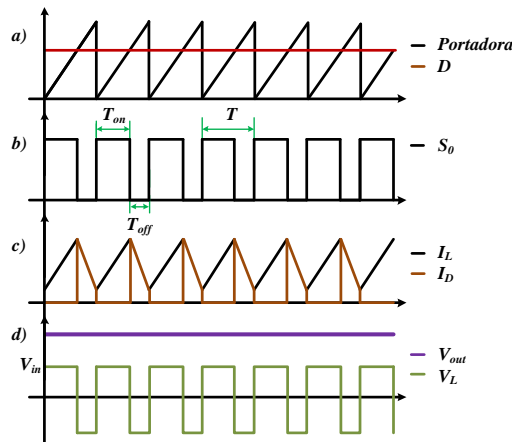 a)
Portadora
D
T_on
T
b)
S_0
T_off
c)
I_L
I_D
d)
V_in
V_out
V_L